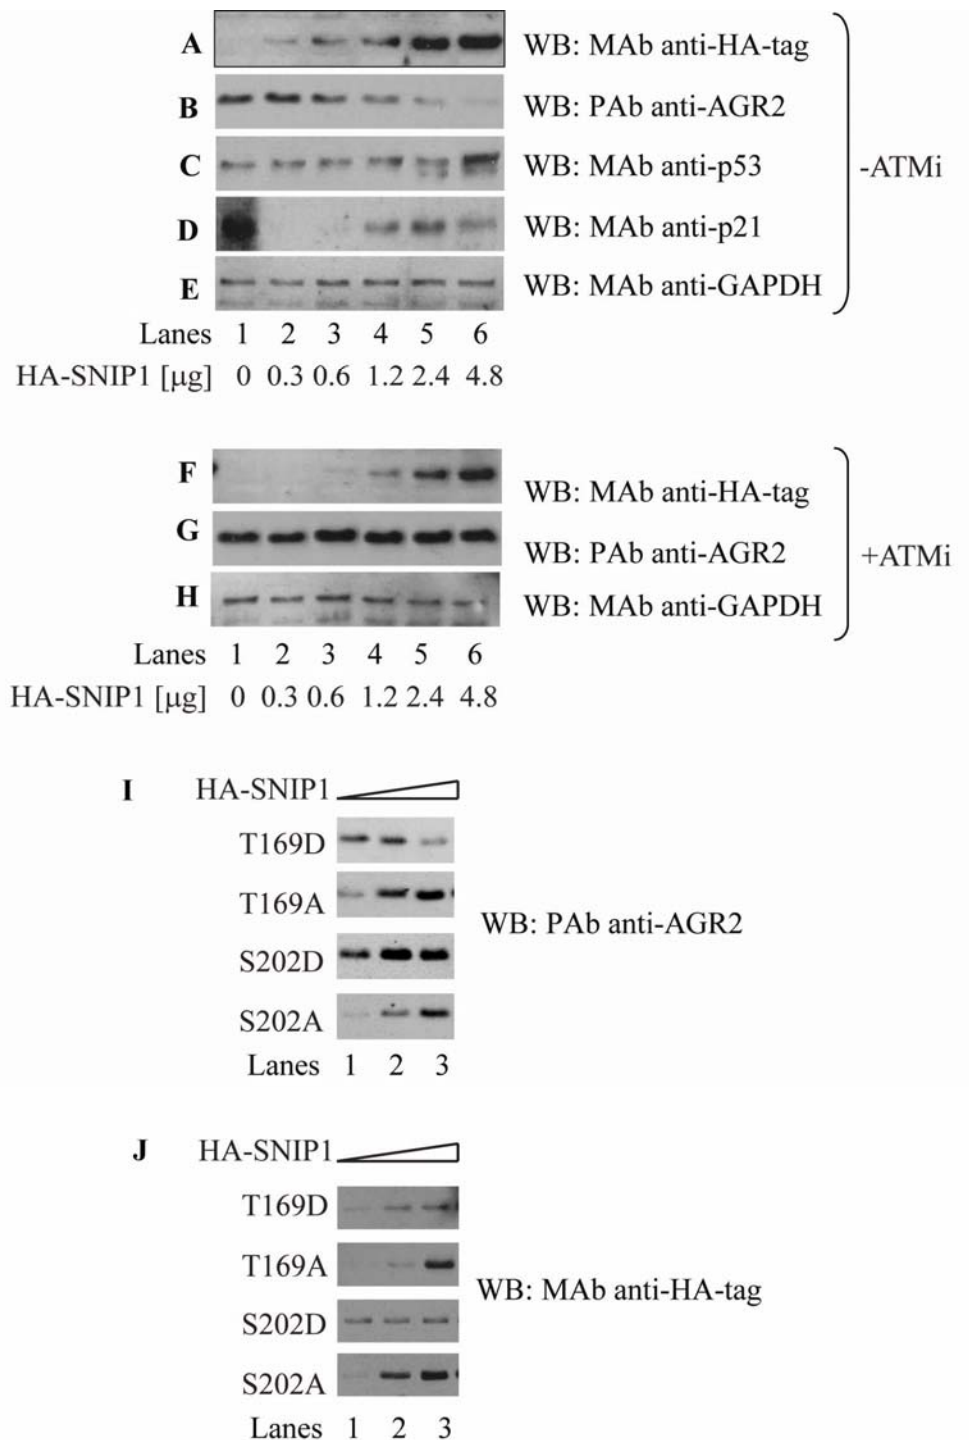 A WB: MAb anti-HA-tag
B WB: PAb anti-AGR2
C WB: MAb anti-p53 -ATMi
D WB: MAb anti-p21
E WB: MAb anti-GAPDH
Lanes 1 2 3 4 5 6
HA-SNIP1 [μg] 0 0.3 0.6 1.2 2.4 4.8
F WB: MAb anti-HA-tag
G WB: PAb anti-AGR2 +ATMi
H WB: MAb anti-GAPDH
Lanes 1 2 3 4 5 6
HA-SNIP1 [μg] 0 0.3 0.6 1.2 2.4 4.8
I HA-SNIP1
T169D
T169A
WB: PAb anti-AGR2
S202D
S202A
Lanes 1 2 3
J HA-SNIP1
T169D
T169A
WB: MAb anti-HA-tag
S202D
S202A
Lanes 1 2 3